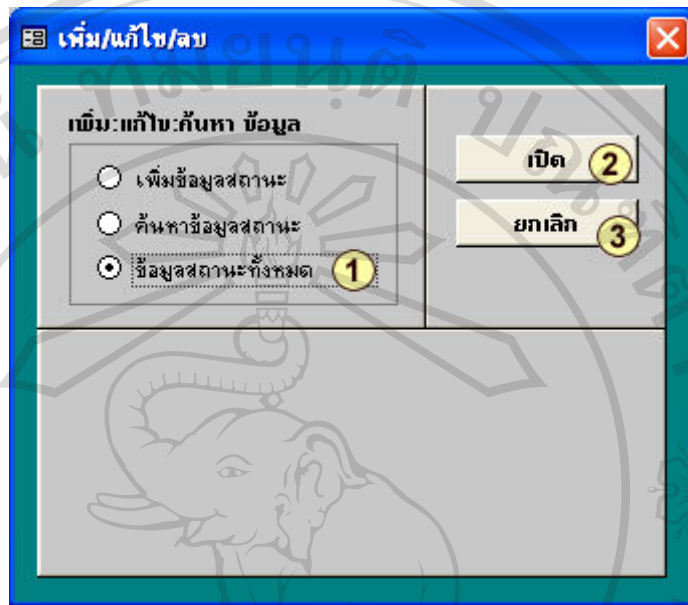 เพิ่ม/แก้ไข/ลบ
เพิ่ม:แก้ไข:ค้นหา ข้อมูล
เพิ่มข้อมูลสถานะ
ค้นหาข้อมูลสถานะ
ข้อมูลสถานะทั้งหมด 1
เปิด 2
ยกเลิก 3